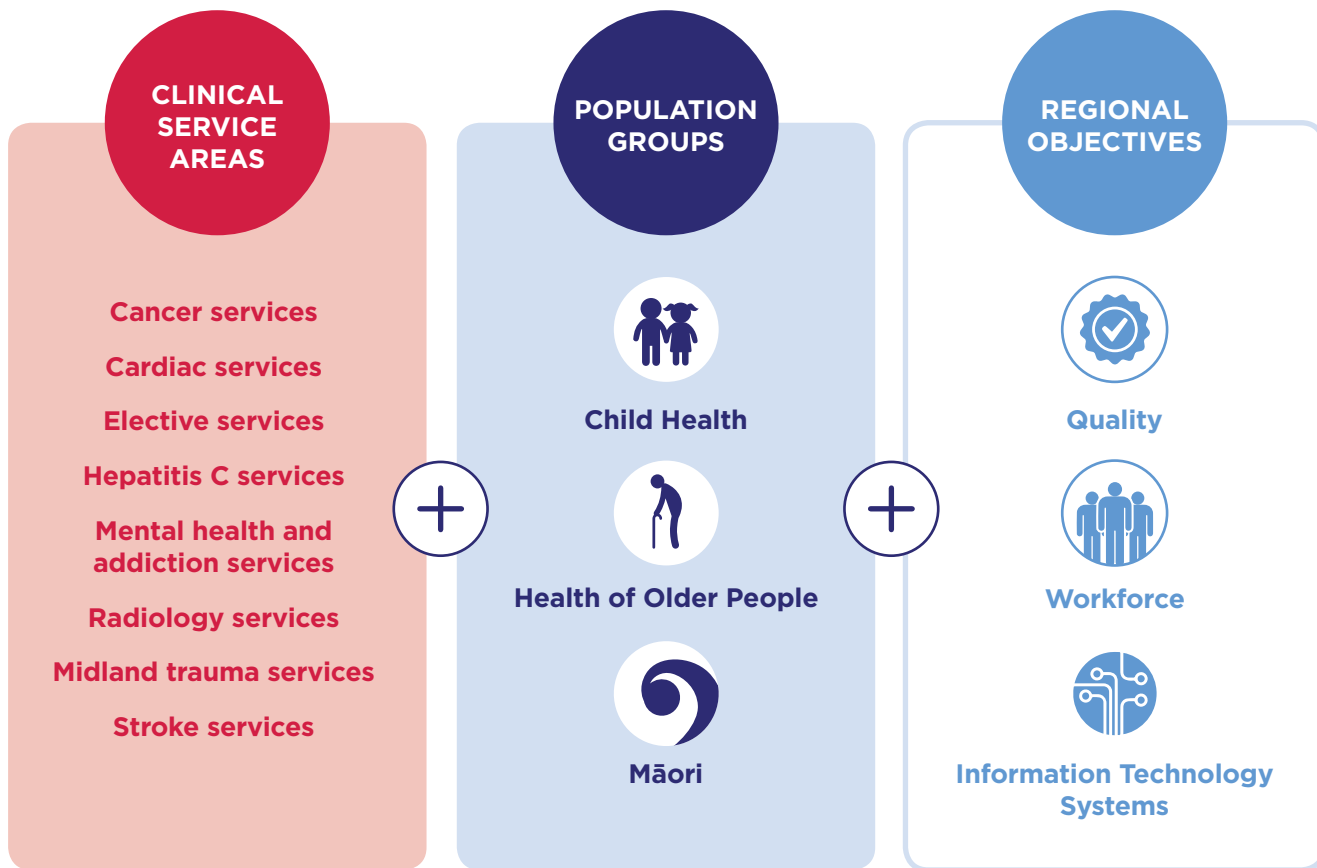 CLINICAL
SERVICE
AREAS
Cancer services
Cardiac services
Elective services
Hepatitis C services
Mental health and
addiction services
Radiology services
Midland trauma services
Stroke services
POPULATION
GROUPS
Child Health
Health of Older People
Māori
REGIONAL
OBJECTIVES
Quality
Workforce
Information Technology
Systems